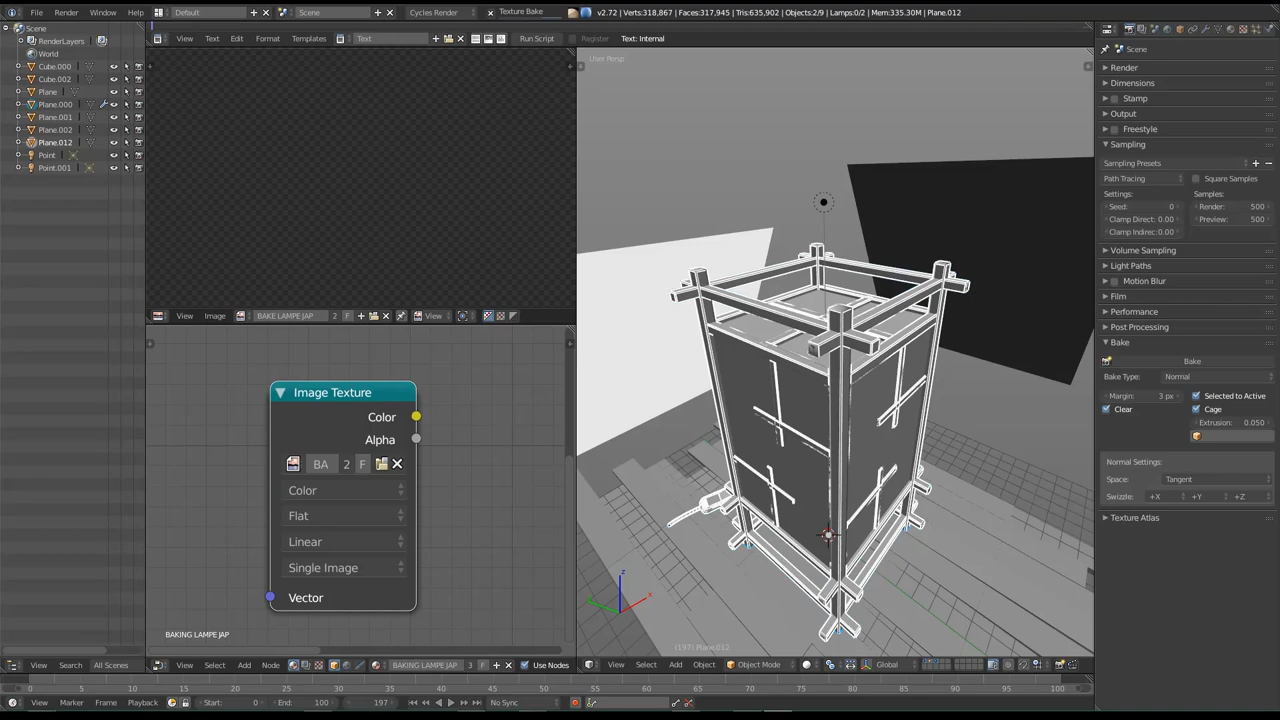 File Render Window Help Default Scene Cycles Render Texture Bake v2.72 | Verts:318,867 | Faces:317,945 | Tris:635,902 | Objects:2/9 | Lamps:0/2 | Mem:335.30M | Plane.012
View Text Edit Format Templates Text Run Script Register Text: Internal
Scene
RenderLayers
World
Cube.000
Cube.002
Plane
Plane.000
Plane.001
Plane.002
Plane.012
Point
Point.001
View Image BAKE LAMPE JAP 2 F View
Image Texture
Color
Alpha
BA 2 F
Color
Flat
Linear
Single Image
Vector
BAKING LAMPE JAP
User Persp
(197) Plane.012
Scene
Render
Dimensions
Stamp
Output
Freestyle
Sampling
Sampling Presets
Path Tracing Square Samples
Settings: Samples:
Seed: 0 Render: 500
Clamp Direct: 0.00 Preview: 500
Clamp Indirec: 0.00
Volume Sampling
Light Paths
Motion Blur
Film
Performance
Post Processing
Bake
Bake
Bake Type: Normal
Margin: 3 px Selected to Active
Clear Cage
Extrusion: 0.050
Normal Settings:
Space: Tangent
Swizzle: +X +Y +Z
Texture Atlas
View Search All Scenes View Select Add Node BAKING LAMPE JAP 3 F Use Nodes View Select Add Object Object Mode Global
0 5 10 15 20 25 30 35 40 45 50 55 60 65 70 75 80 85 90 95 100
View Marker Frame Playback Start: 0 End: 100 197 No Sync